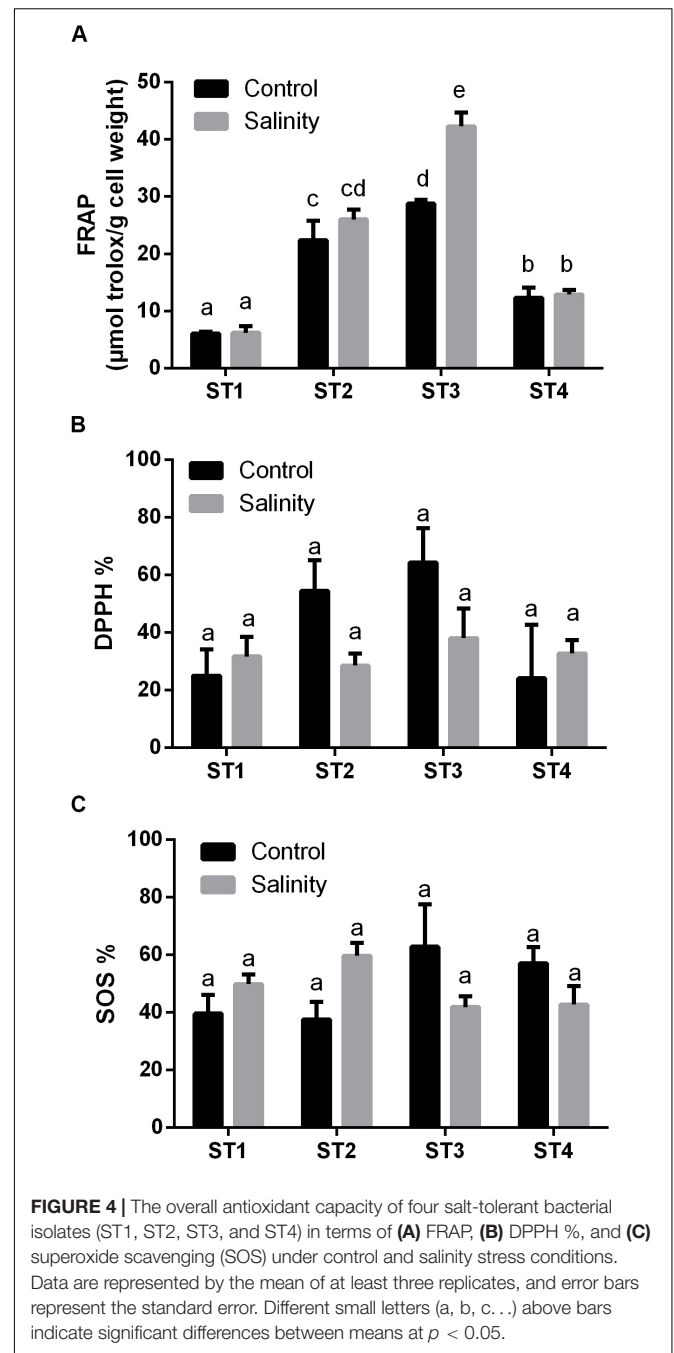 A
50
40
30
20
10
0
FRAP
(µmol trolox/g cell weight)
Control
Salinity
a a c cd d e b b
ST1 ST2 ST3 ST4
B
100
80
60
40
20
0
DPPH %
Control
Salinity
a a a a a a a a
ST1 ST2 ST3 ST4
C
100
80
60
40
20
0
SOS %
Control
Salinity
a a a a a a a a
ST1 ST2 ST3 ST4
FIGURE 4 | The overall antioxidant capacity of four salt-tolerant bacterial
isolates (ST1, ST2, ST3, and ST4) in terms of (A) FRAP, (B) DPPH %, and (C)
superoxide scavenging (SOS) under control and salinity stress conditions.
Data are represented by the mean of at least three replicates, and error bars
represent the standard error. Different small letters (a, b, c. . .) above bars
indicate significant differences between means at p < 0.05.